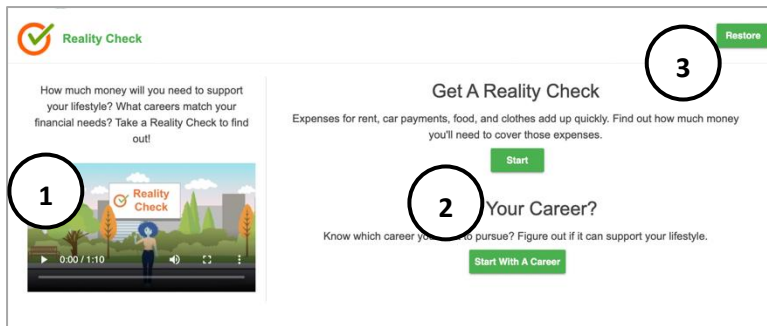 Reality Check
Restore
3
How much money will you need to support
your lifestyle? What careers match your
financial needs? Take a Reality Check to find
out!
1
Reality
Check
0:00 / 1:10
Get A Reality Check
Expenses for rent, car payments, food, and clothes add up quickly. Find out how much money
you'll need to cover those expenses.
Start
2
Your Career?
Know which career to pursue? Figure out if it can support your lifestyle.
Start With A Career